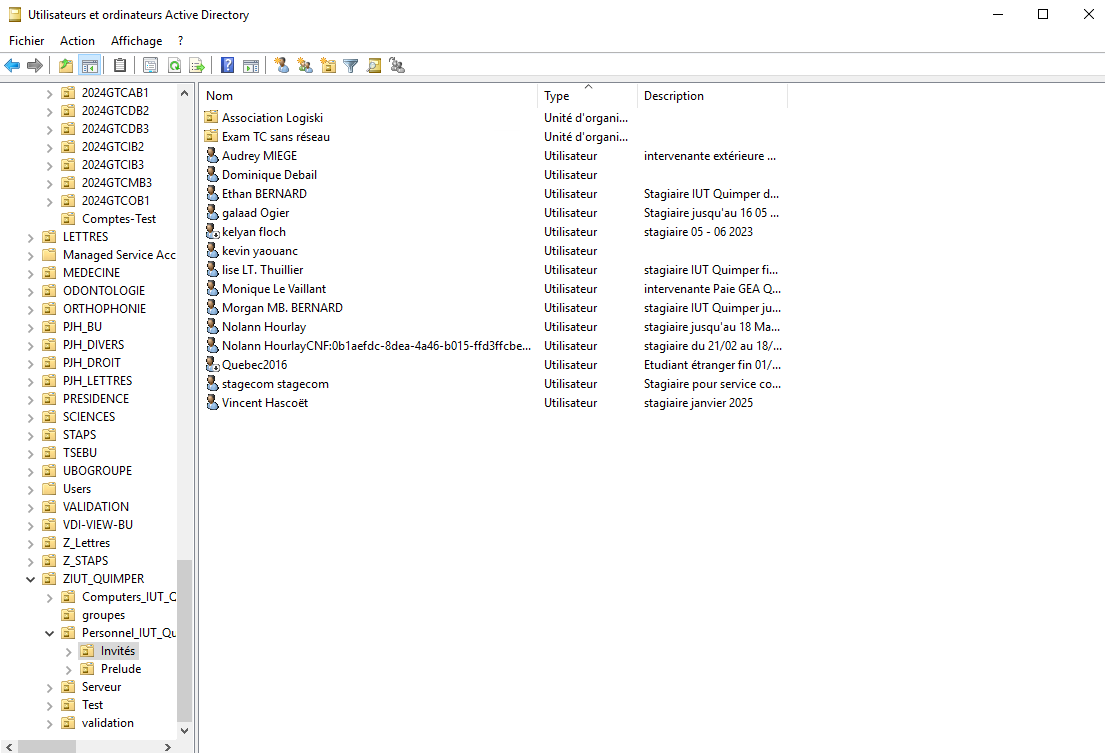 Utilisateurs et ordinateurs Active Directory
Fichier Action Affichage ?
2024GTCAB1
2024GTCDB2
2024GTCDB3
2024GTCIB2
2024GTCIB3
2024GTCMB3
2024GTCOB1
Comptes-Test
LETTRES
Managed Service Acc
MEDECINE
ODONTOLOGIE
ORTHOPHONIE
PJH_BU
PJH_DIVERS
PJH_DROIT
PJH_LETTRES
PRESIDENCE
SCIENCES
STAPS
TSEBU
UBOGROUPE
Users
VALIDATION
VDI-VIEW-BU
Z_Lettres
Z_STAPS
ZIUT_QUIMPER
Computers_IUT_Q
groupes
Personnel_IUT_Qu
Invités
Prelude
Serveur
Test
validation
Nom Type Description
Association Logiski Unité d'organi...
Exam TC sans réseau Unité d'organi...
Audrey MIEGE Utilisateur intervenante extérieure ...
Dominique Debail Utilisateur
Ethan BERNARD Utilisateur Stagiaire IUT Quimper d...
galaad Ogier Utilisateur Stagiaire jusqu'au 16 05 ...
kelyan floch Utilisateur stagiaire 05 - 06 2023
kevin yaouanc Utilisateur
lise LT. Thuillier Utilisateur stagiaire IUT Quimper fi...
Monique Le Vaillant Utilisateur intervenante Paie GEA Q...
Morgan MB. BERNARD Utilisateur stagiaire IUT Quimper ju...
Nolann Hourlay Utilisateur stagiaire jusqu'au 18 Ma...
Nolann HourlayCNF:0b1aefdc-8dea-4a46-b015-ffd3ffcbe... Utilisateur stagiaire du 21/02 au 18/...
Quebec2016 Utilisateur Etudiant étranger fin 01/...
stagecom stagecom Utilisateur Stagiaire pour service co...
Vincent Hascoët Utilisateur stagiaire janvier 2025